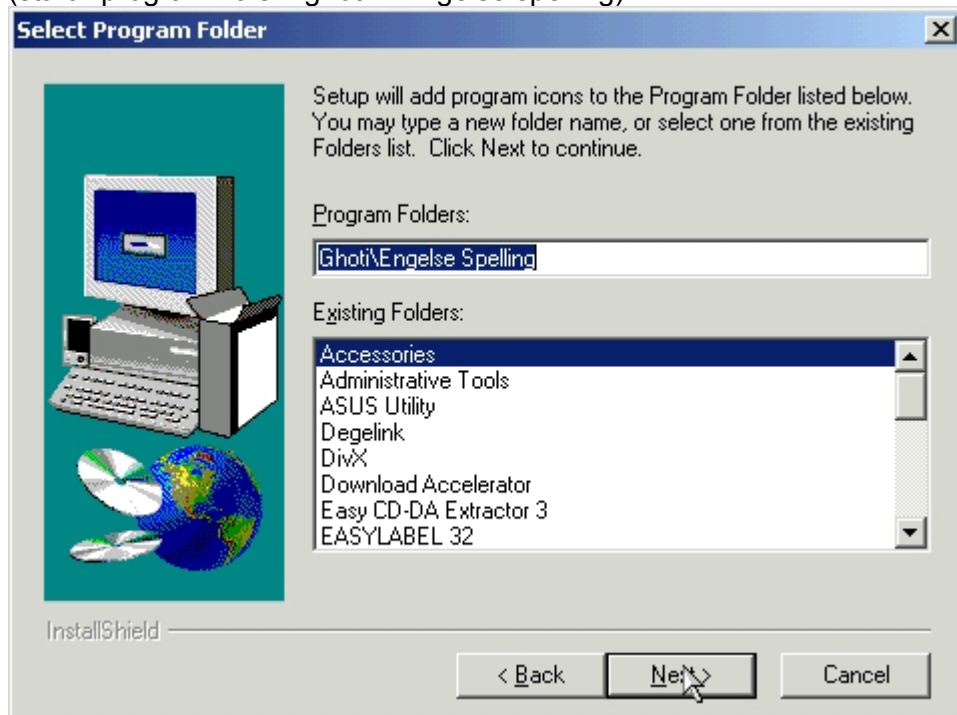 Select Program Folder
Setup will add program icons to the Program Folder listed below.
You may type a new folder name, or select one from the existing
Folders list. Click Next to continue.
Program Folders:
Ghoti\Engelse Spelling
Existing Folders:
Accessories
Administrative Tools
ASUS Utility
Degelink
DivX
Download Accelerator
Easy CD-DA Extractor 3
EASYLABEL 32
InstallShield
< Back
Next >
Cancel